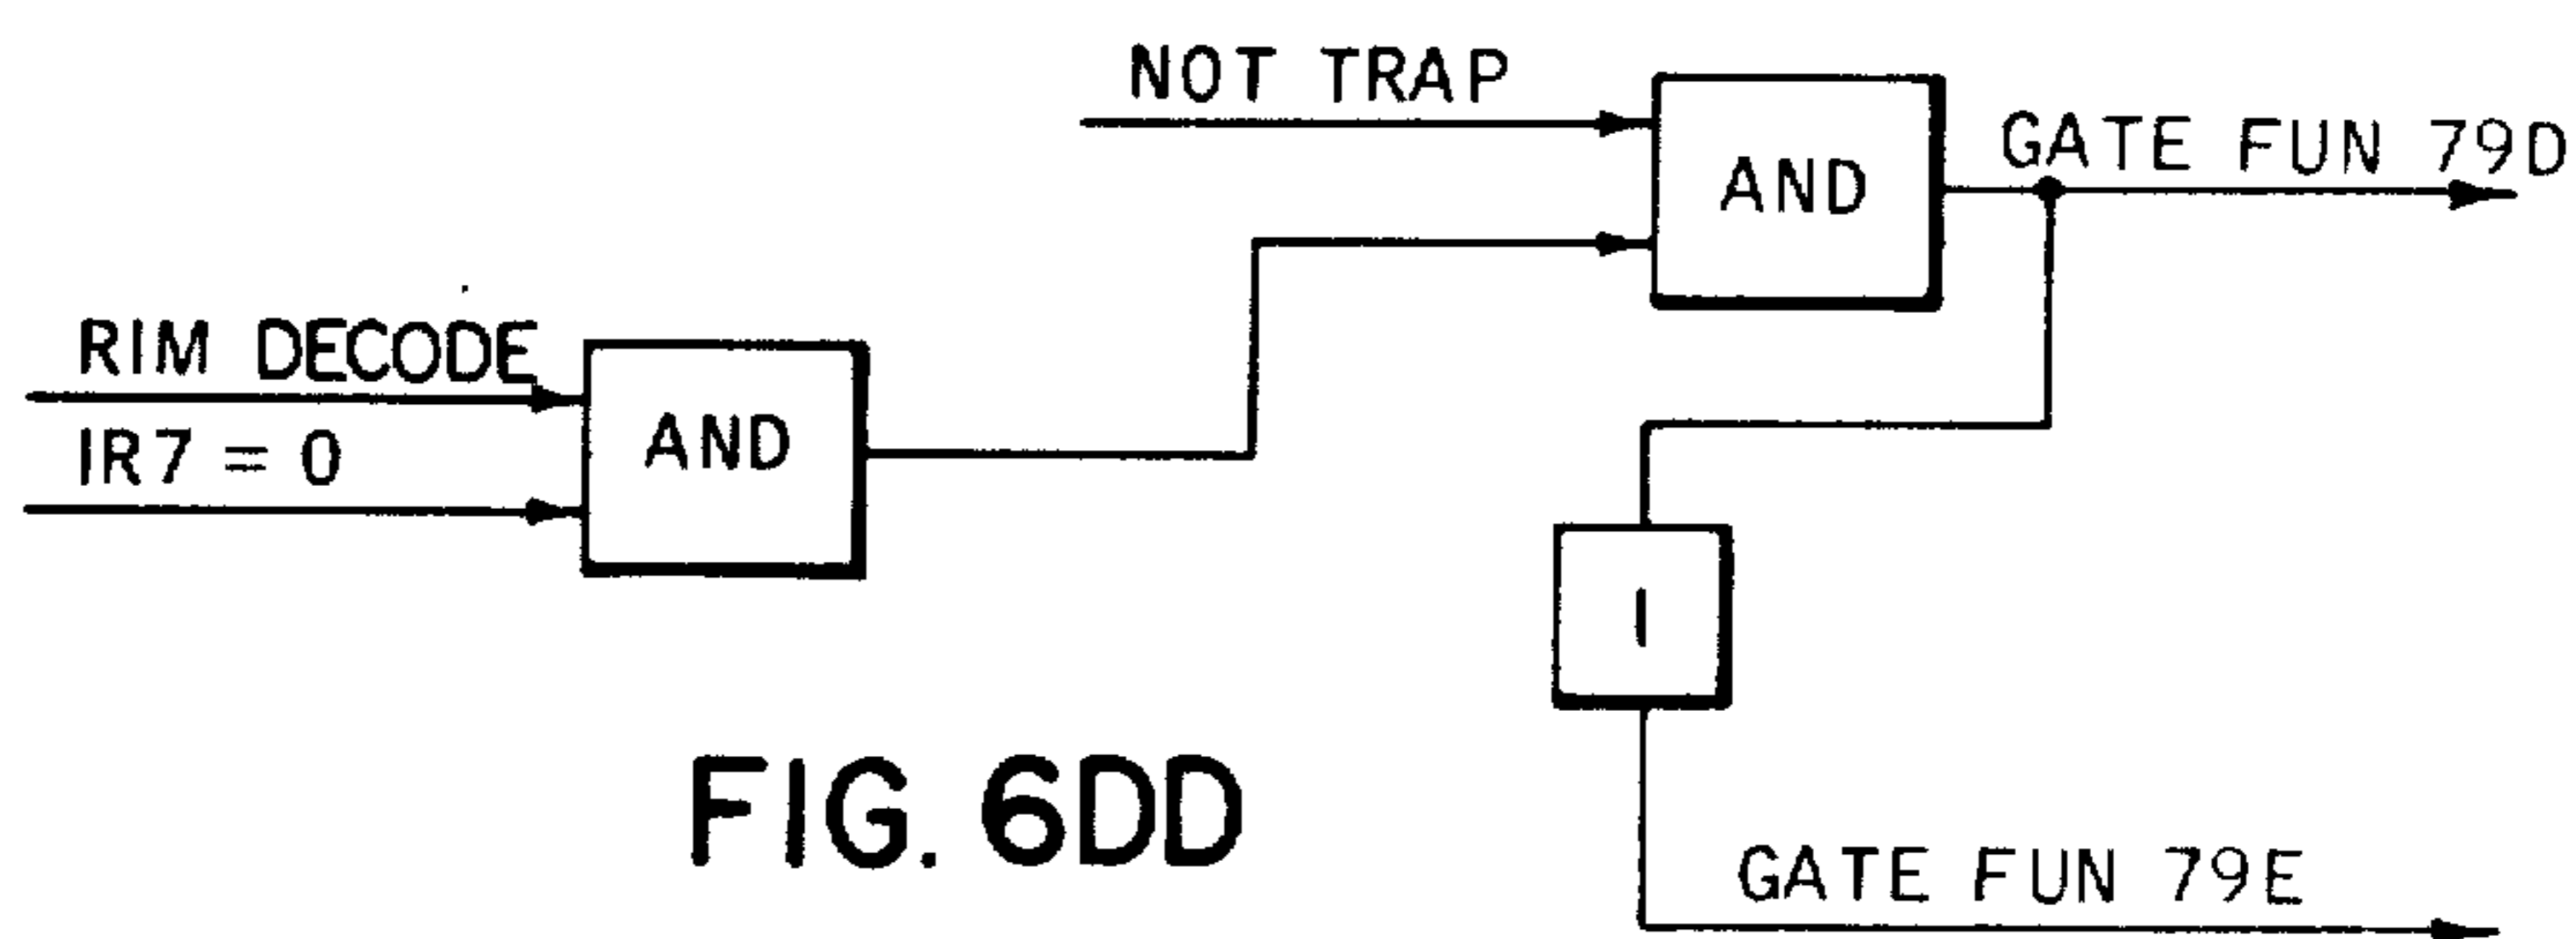 NOT TRAP
AND
GATE FUN 79D
RIM DECODE
IR7 = 0
AND
I
FIG. 6DD
GATE FUN 79E